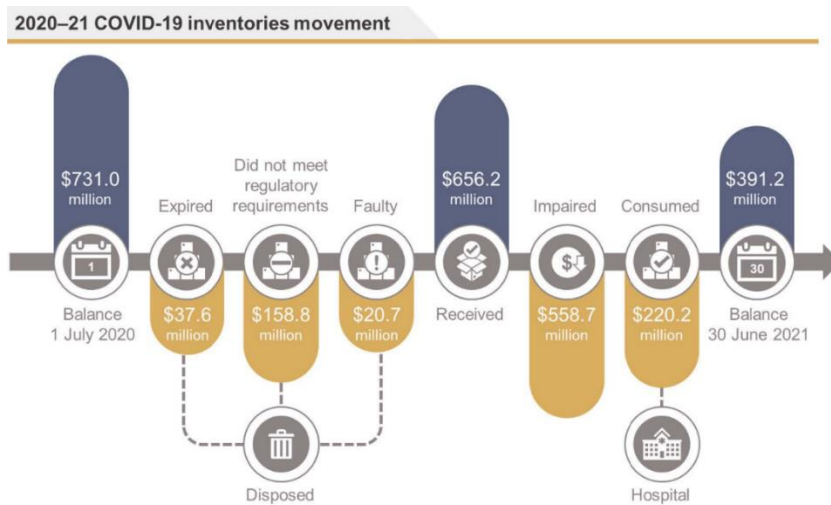 2020–21 COVID-19 inventories movement
$731.0
million
1
Balance
1 July 2020
Expired
$37.6
million
Did not meet
regulatory
requirements
$158.8
million
Faulty
$20.7
million
Disposed
$656.2
million
Received
Impaired
$
$558.7
million
Consumed
$220.2
million
Hospital
$391.2
million
30
Balance
30 June 2021